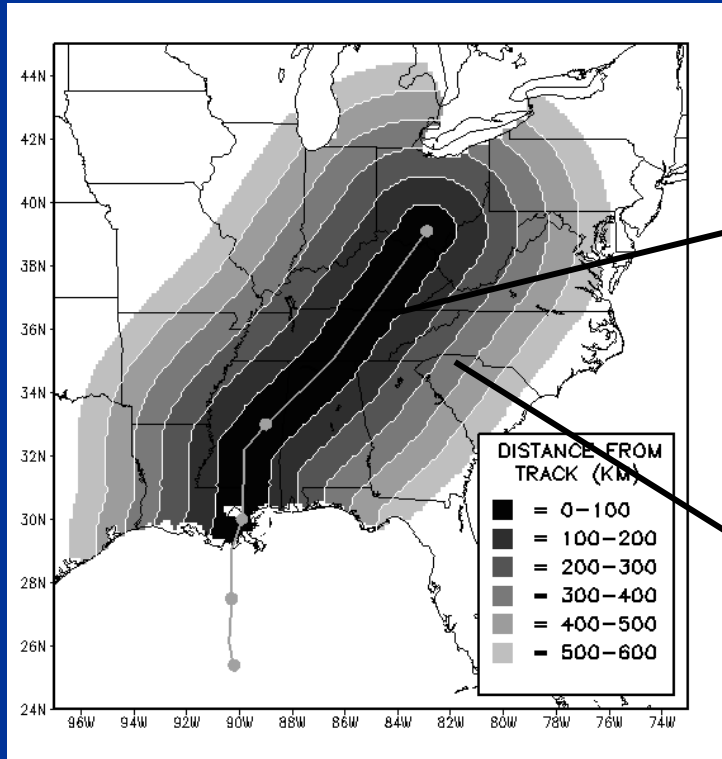 44N
42N
40N
38N
36N
34N
32N
30N
28N
26N
24N
96W 94W 92W 90W 88W 86W 84W 82W 80W 78W 76W 74W
DISTANCE FROM
TRACK (KM)
= 0-100
= 100-200
= 200-300
= 300-400
= 400-500
= 500-600